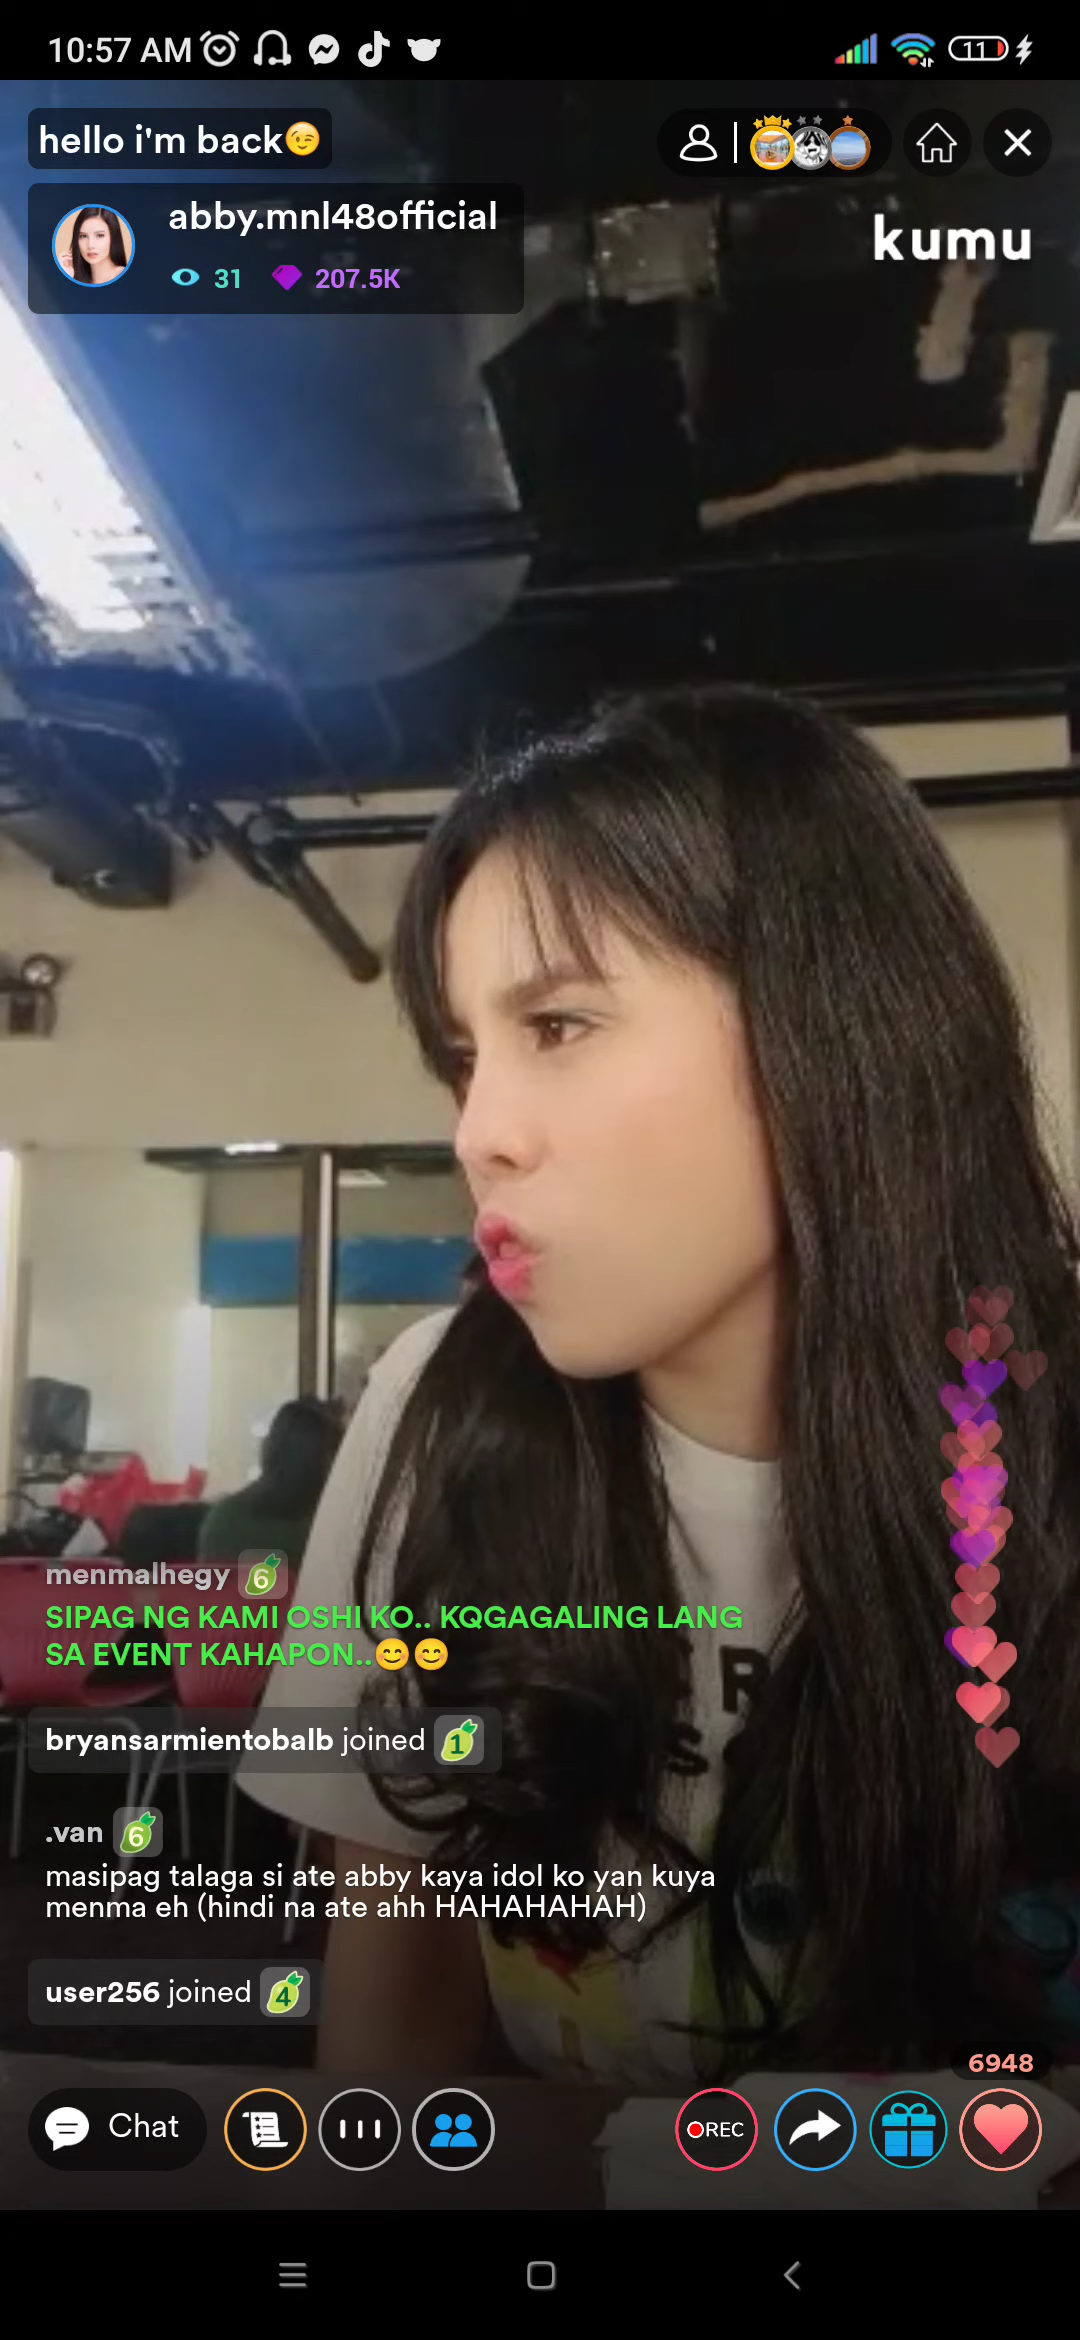 10:57 AM
11
hello i'm back😉
abby.mnl48official
31 207.5K
kumu
menmalhegy 6
SIPAG NG KAMI OSHI KO.. KQGAGALING LANG
SA EVENT KAHAPON..😊😊
bryansarmientobalb joined 1
.van 6
masipag talaga si ate abby kaya idol ko yan kuya
menma eh (hindi na ate ahh HAHAHAHAH)
user256 joined 4
6948
Chat
REC